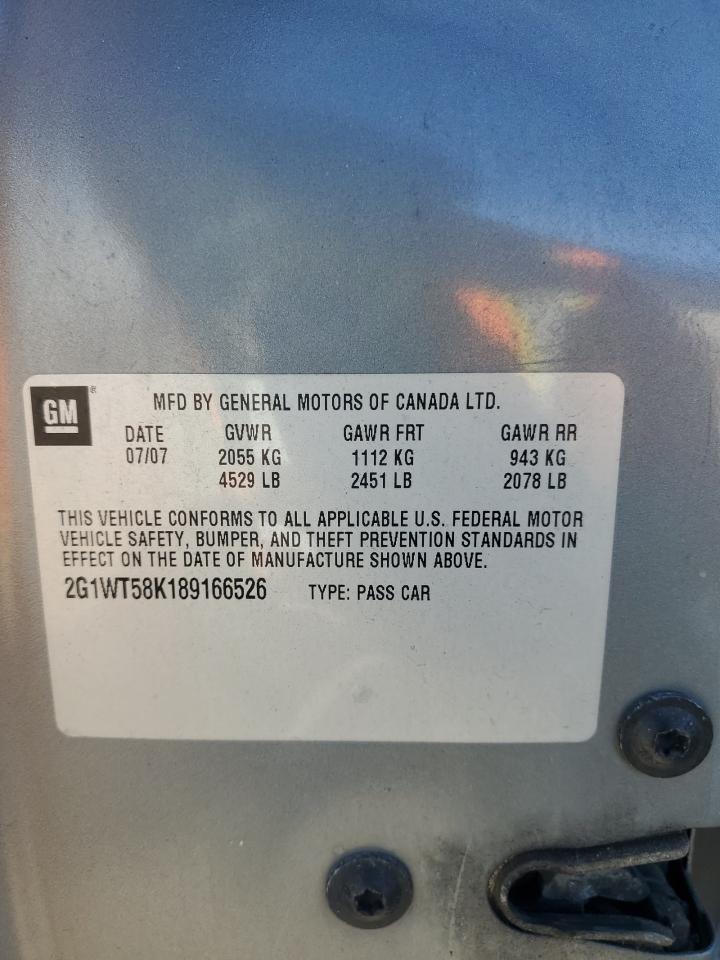 GM®
MFD BY GENERAL MOTORS OF CANADA LTD.
DATE GVWR GAWR FRT GAWR RR
07/07 2055 KG 1112 KG 943 KG
4529 LB 2451 LB 2078 LB
THIS VEHICLE CONFORMS TO ALL APPLICABLE U.S. FEDERAL MOTOR
VEHICLE SAFETY, BUMPER, AND THEFT PREVENTION STANDARDS IN
EFFECT ON THE DATE OF MANUFACTURE SHOWN ABOVE.
2G1WT58K189166526 TYPE: PASS CAR